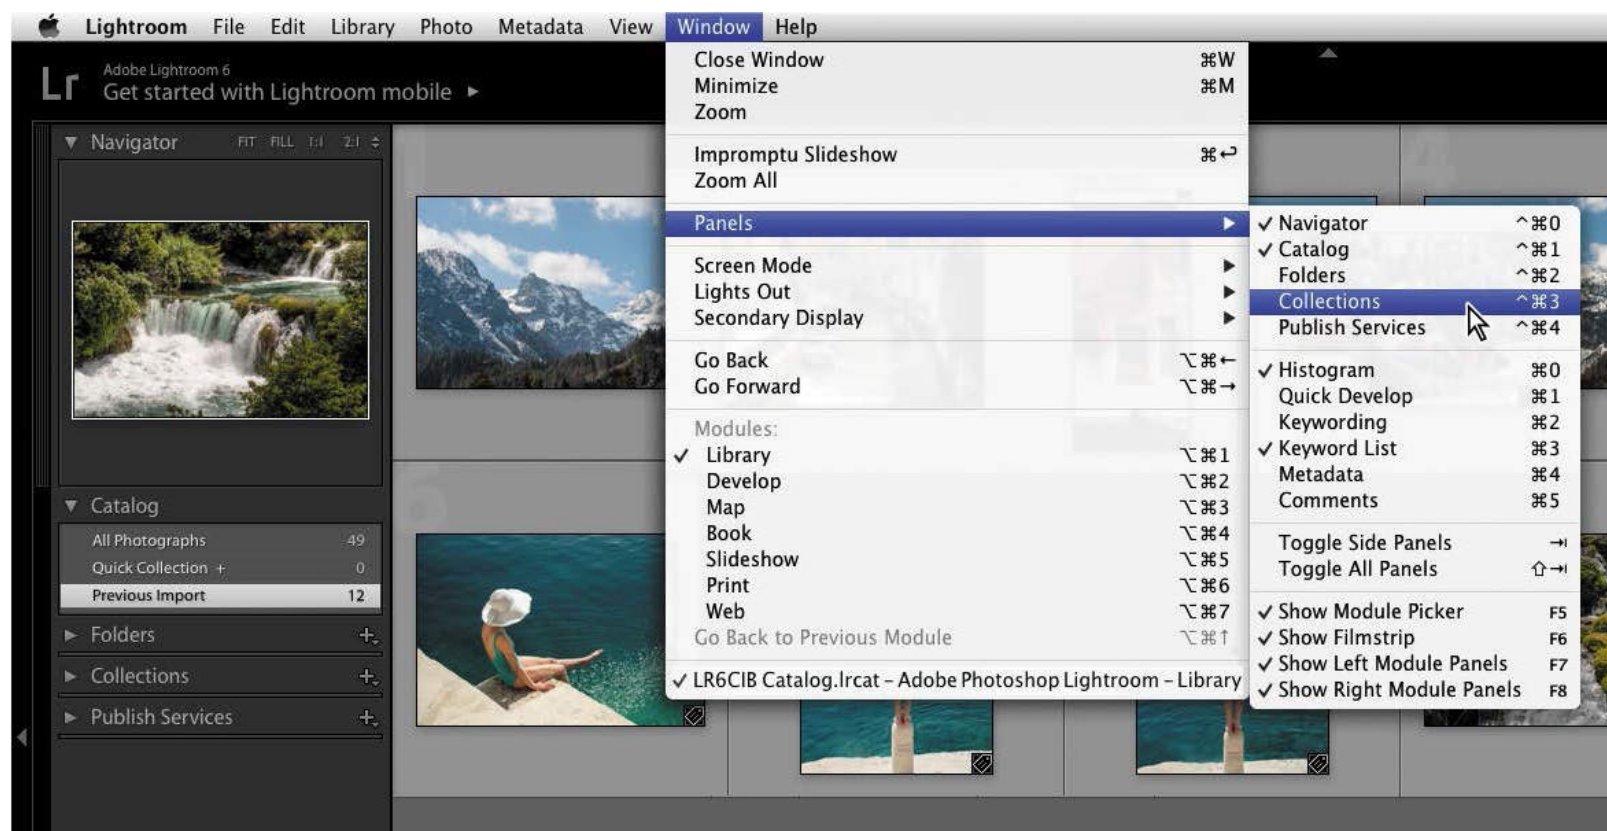 Lightroom File Edit Library Photo Metadata View Window Help
Lr
Adobe Lightroom 6
Get started with Lightroom mobile ▶
▼ Navigator FIT FILL 1:1 2:1
▼ Catalog
All Photographs 49
Quick Collection + 0
Previous Import 12
▶ Folders +
▶ Collections +
▶ Publish Services +
Close Window ⌘W
Minimize ⌘M
Zoom
Impromptu Slideshow ⌘↩
Zoom All
Panels ▶
Screen Mode ▶
Lights Out ▶
Secondary Display ▶
Go Back ⌥⌘←
Go Forward ⌥⌘→
Modules:
✓ Library ⌥⌘1
Develop ⌥⌘2
Map ⌥⌘3
Book ⌥⌘4
Slideshow ⌥⌘5
Print ⌥⌘6
Web ⌥⌘7
Go Back to Previous Module ⌥⌘↑
✓ LR6CIB Catalog.lrcat – Adobe Photoshop Lightroom – Library
✓ Navigator ^⌘0
✓ Catalog ^⌘1
Folders ^⌘2
Collections ^⌘3
Publish Services ^⌘4
✓ Histogram ⌘0
Quick Develop ⌘1
Keywording ⌘2
✓ Keyword List ⌘3
Metadata ⌘4
Comments ⌘5
Toggle Side Panels ⇥
Toggle All Panels ⇧⇥
✓ Show Module Picker F5
✓ Show Filmstrip F6
✓ Show Left Module Panels F7
✓ Show Right Module Panels F8
4
6